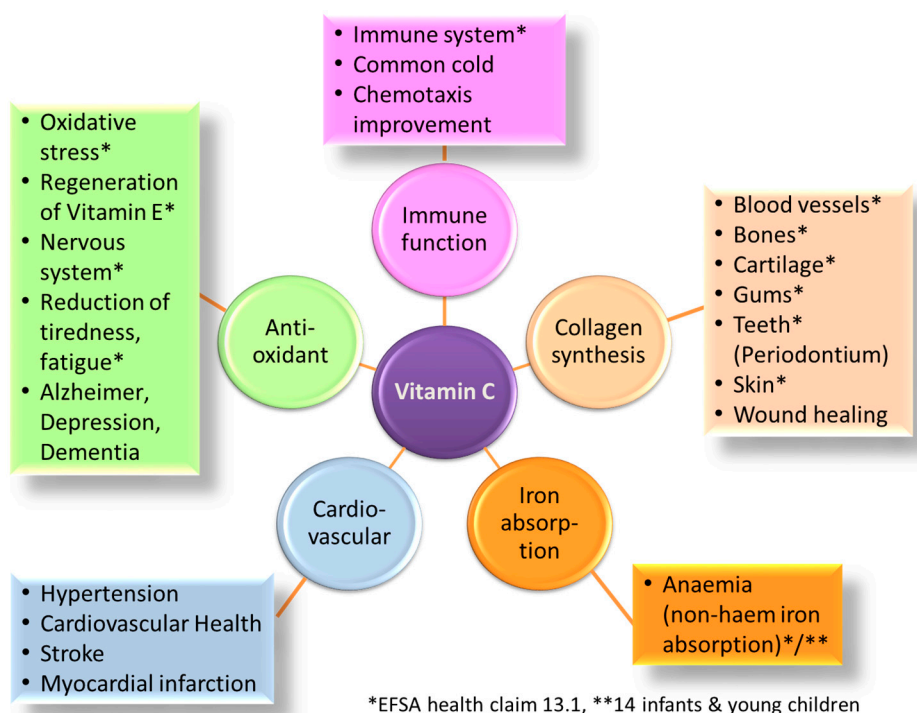 • Immune system*
• Common cold
• Chemotaxis
improvement
• Oxidative
stress*
• Regeneration
of Vitamin E*
• Nervous
system*
• Reduction of
tiredness,
fatigue*
• Alzheimer,
Depression,
Dementia
Immune
function
• Blood vessels*
• Bones*
• Cartilage*
• Gums*
• Teeth*
(Periodontium)
• Skin*
• Wound healing
Anti-
oxidant
Collagen
synthesis
Vitamin C
Cardio-
vascular
Iron
absorp-
tion
• Hypertension
• Cardiovascular Health
• Stroke
• Myocardial infarction
• Anaemia
(non-haem iron
absorption)*/**
*EFSA health claim 13.1, **14 infants & young children